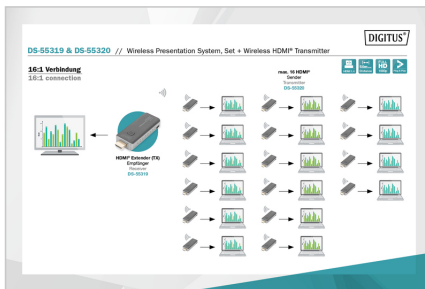 DIGITUS®
DS-55319 & DS-55320 // Wireless Presentation System, Set + Wireless HDMI® Transmitter
16:1 Verbindung
16:1 connection
max. 16 HDMI®
Sender
Transmitter
DS-55320
HD
HDMI® Extender (TX)
Empfänger
Receiver
DS-55319